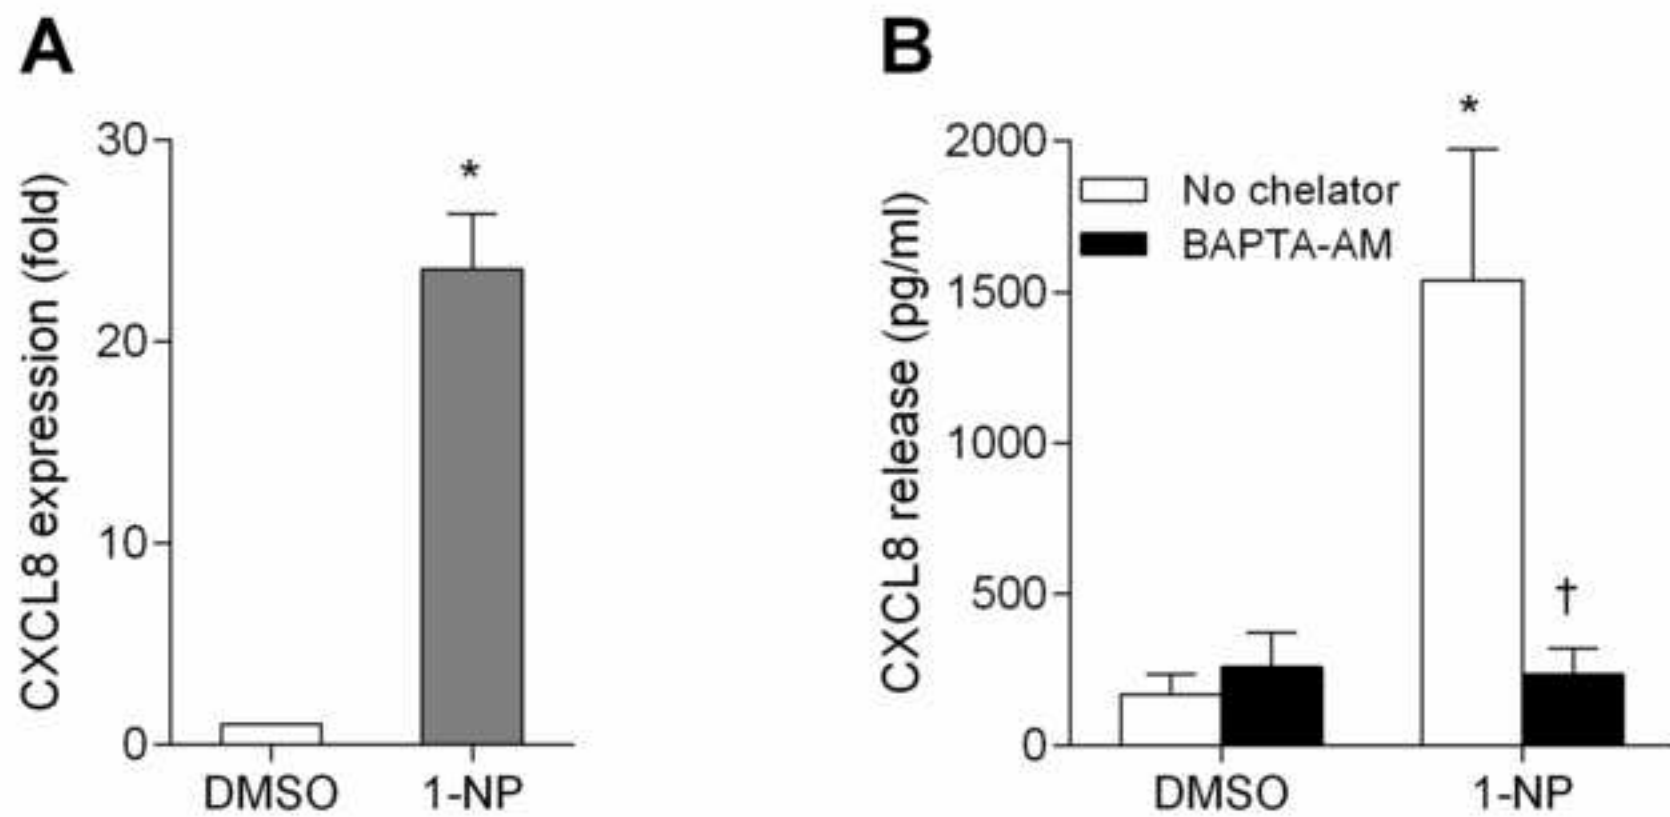 A
CXCL8 expression (fold)
30
20
10
0
*
DMSO
1-NP
B
CXCL8 release (pg/ml)
2000
1500
1000
500
0
No chelator
BAPTA-AM
*
†
DMSO
1-NP